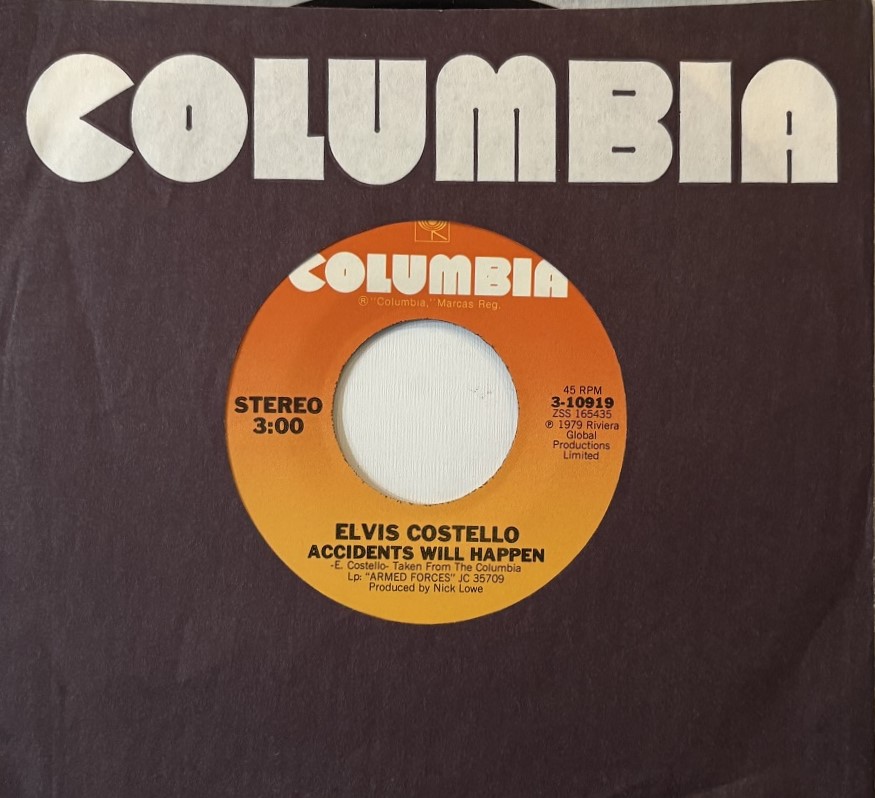 COLUMBIA
COLUMBIA
® "Columbia," Marcas Reg.
STEREO
3:00
45 RPM
3-10919
ZSS 165435
℗ 1979 Riviera
Global
Productions
Limited
ELVIS COSTELLO
ACCIDENTS WILL HAPPEN
-E. Costello- Taken From The Columbia
Lp: "ARMED FORCES" JC 35709
Produced by Nick Lowe